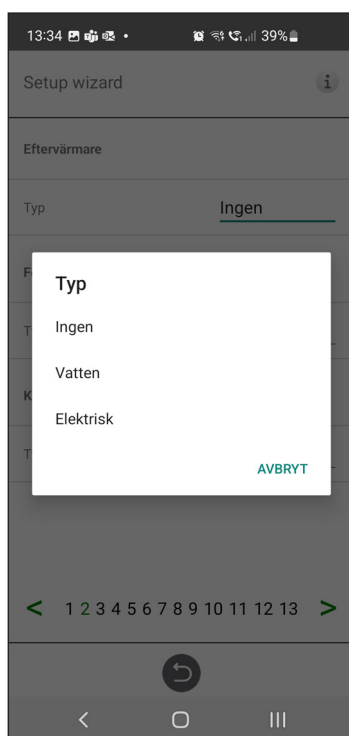 13:34 39%
Setup wizard i
Eftervärmare
Typ Ingen
F
Typ
Ingen
T
Vatten
K
Elektrisk
T
AVBRYT
< 1 2 3 4 5 6 7 8 9 10 11 12 13 >